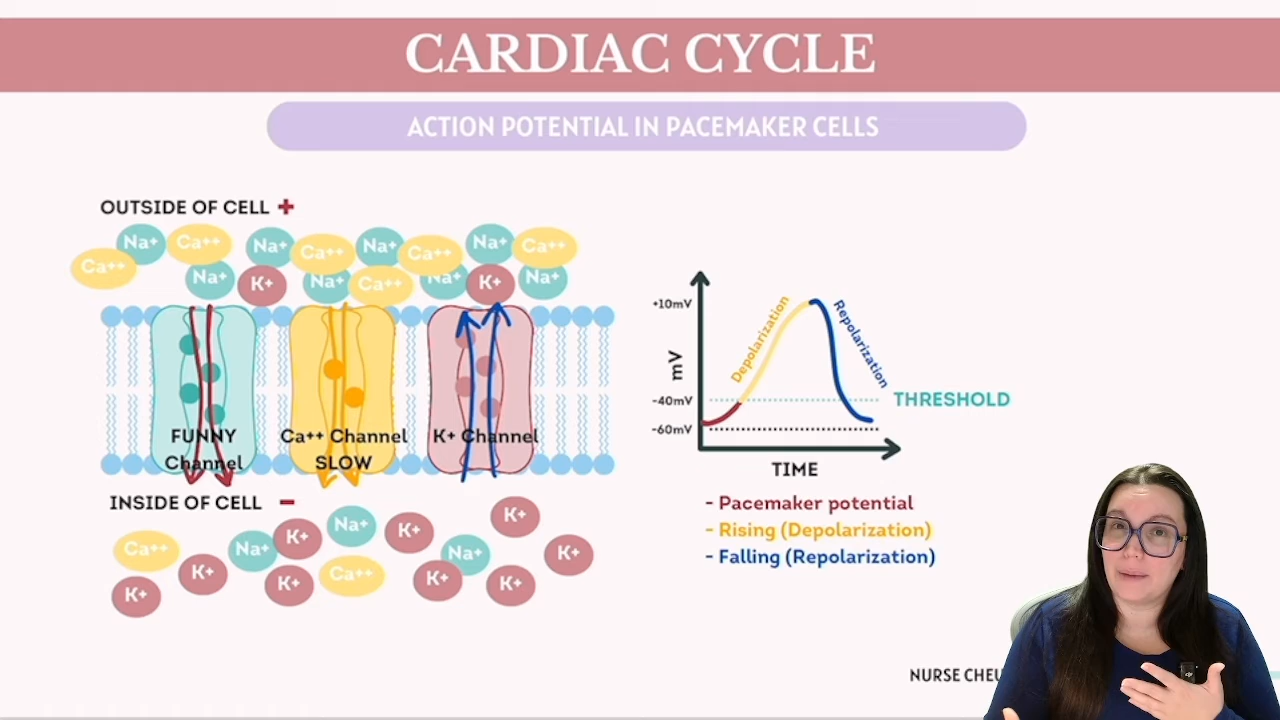 CARDIAC CYCLE
ACTION POTENTIAL IN PACEMAKER CELLS
OUTSIDE OF CELL +
Na+ Ca++ Na+ Ca++ Na+ Ca++ Na+ Ca++
Ca++ Na+ K+ Na+ Ca++ Na+ K+ Na+
FUNNY Channel
Ca++ Channel SLOW
K+ Channel
INSIDE OF CELL -
Ca++ Na+ K+ Na+ K+ Na+ K+ K+
K+ K+ K+ Ca++ K+ K+
+10mV
mV
-40mV
-60mV
Depolarization
Repolarization
THRESHOLD
TIME
- Pacemaker potential
- Rising (Depolarization)
- Falling (Repolarization)
NURSE